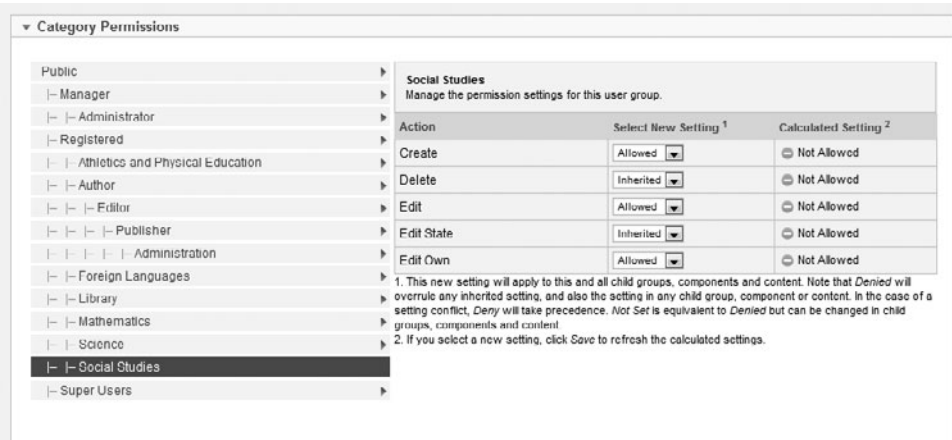 Category Permissions
Public
|– Manager
|– |– Administrator
|– Registered
|– |– Athletics and Physical Education
|– |– Author
|– |– |– Editor
|– |– |– |– Publisher
|– |– |– |– |– Administration
|– |– Foreign Languages
|– |– Library
|– |– Mathematics
|– |– Science
|– |– Social Studies
|– Super Users
Social Studies
Manage the permission settings for this user group.
Action Select New Setting 1 Calculated Setting 2
Create Allowed Not Allowed
Delete Inherited Not Allowed
Edit Allowed Not Allowed
Edit State Inherited Not Allowed
Edit Own Allowed Not Allowed
1. This new setting will apply to this and all child groups, components and content. Note that Denied will
overrule any inherited setting, and also the setting in any child group, component or content. In the case of a
setting conflict, Deny will take precedence. Not Set is equivalent to Denied but can be changed in child
groups, components and content.
2. If you select a new setting, click Save to refresh the calculated settings.